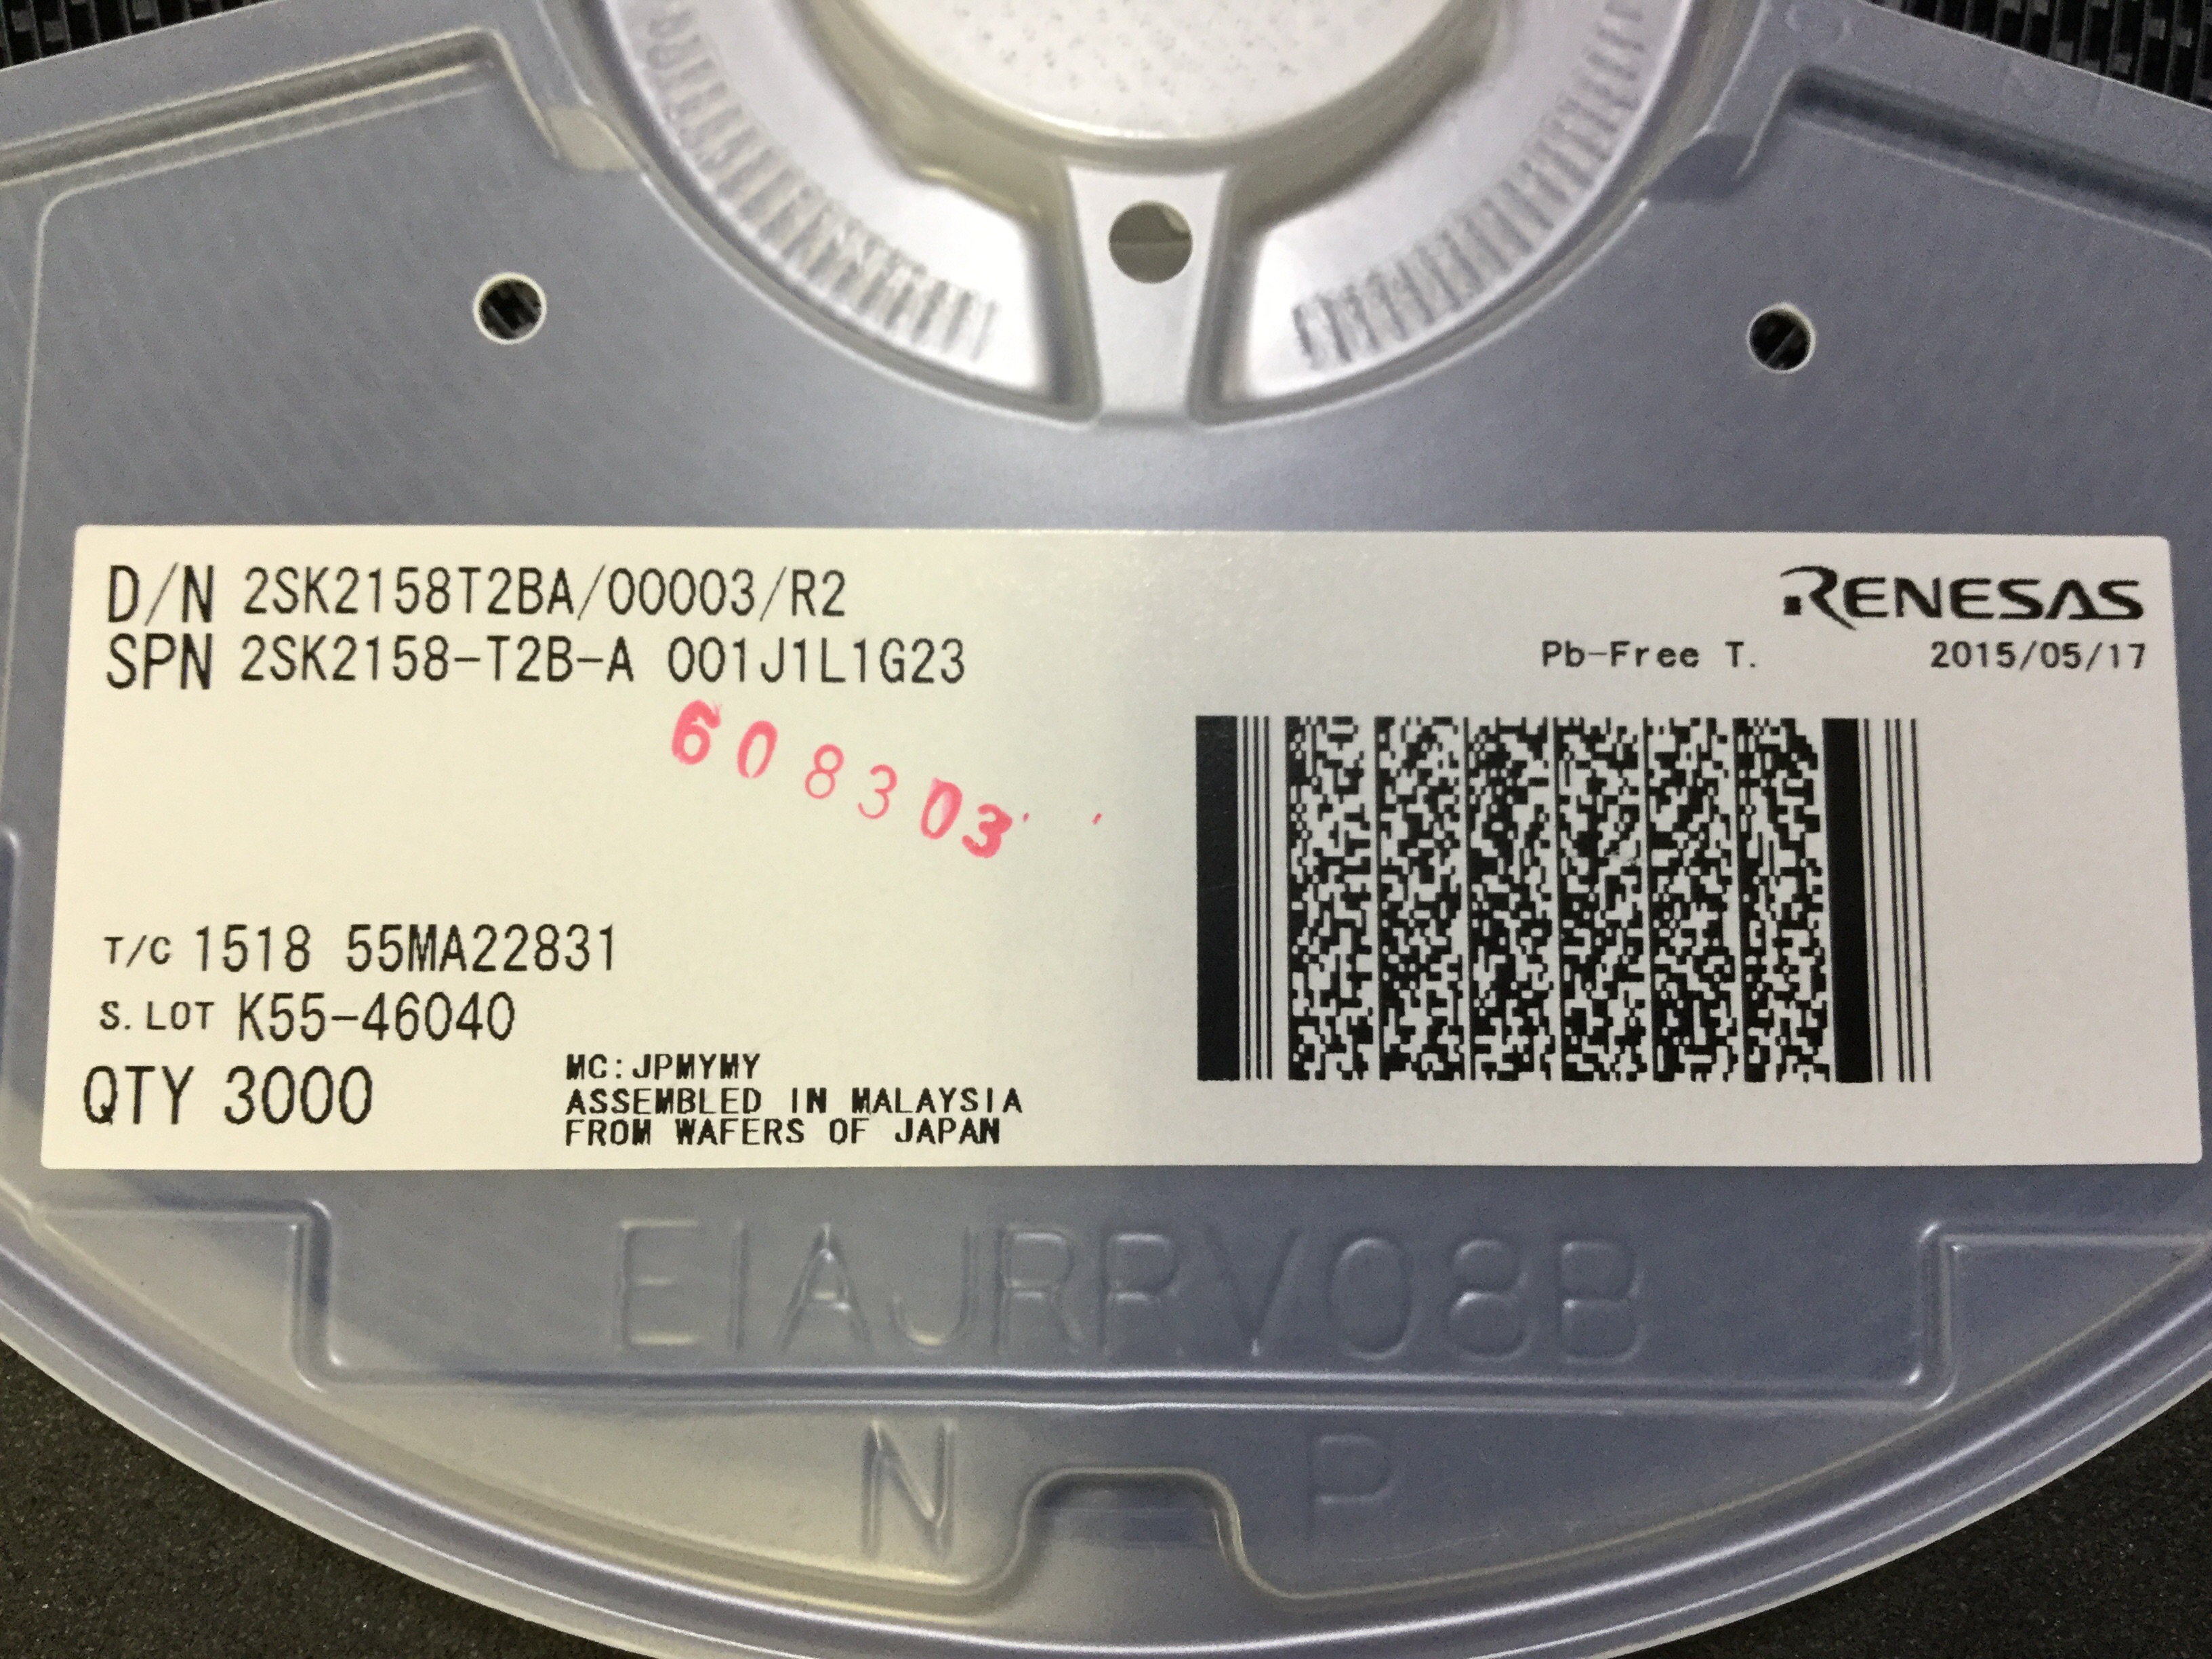 D/N 2SK2158T2BA/00003/R2
RENESAS
SPN 2SK2158-T2B-A 001J1L1G23
Pb-Free T. 2015/05/17
608303
T/C 1518 55MA22831
S. LOT K55-46040
QTY 3000
MC:JPMYMY
ASSEMBLED IN MALAYSIA
FROM WAFERS OF JAPAN
EIAJRRV08B
N P